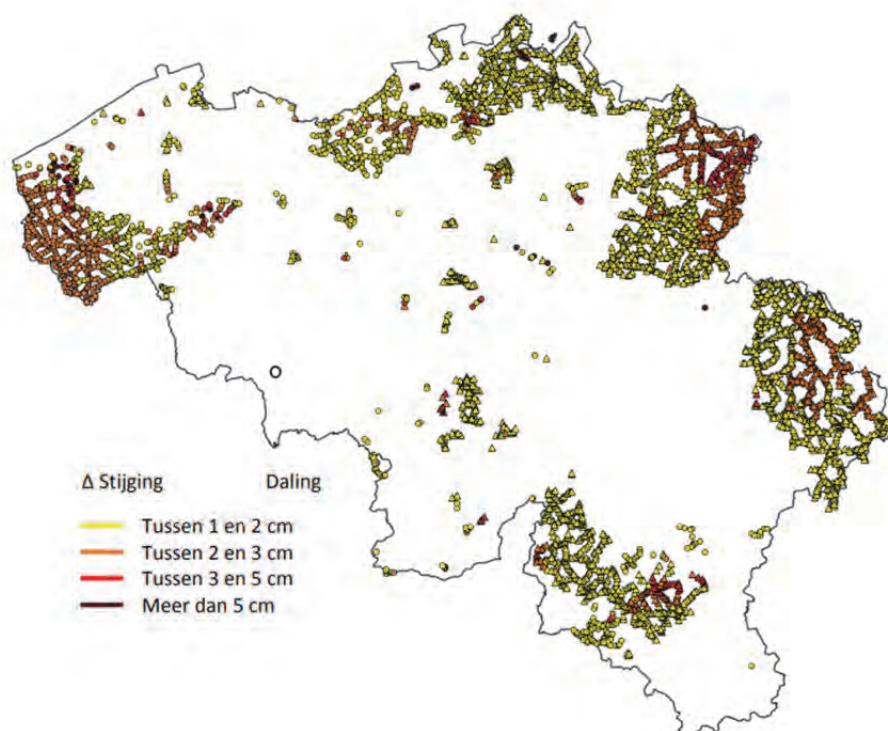 Δ Stijging Daling
Tussen 1 en 2 cm
Tussen 2 en 3 cm
Tussen 3 en 5 cm
Meer dan 5 cm